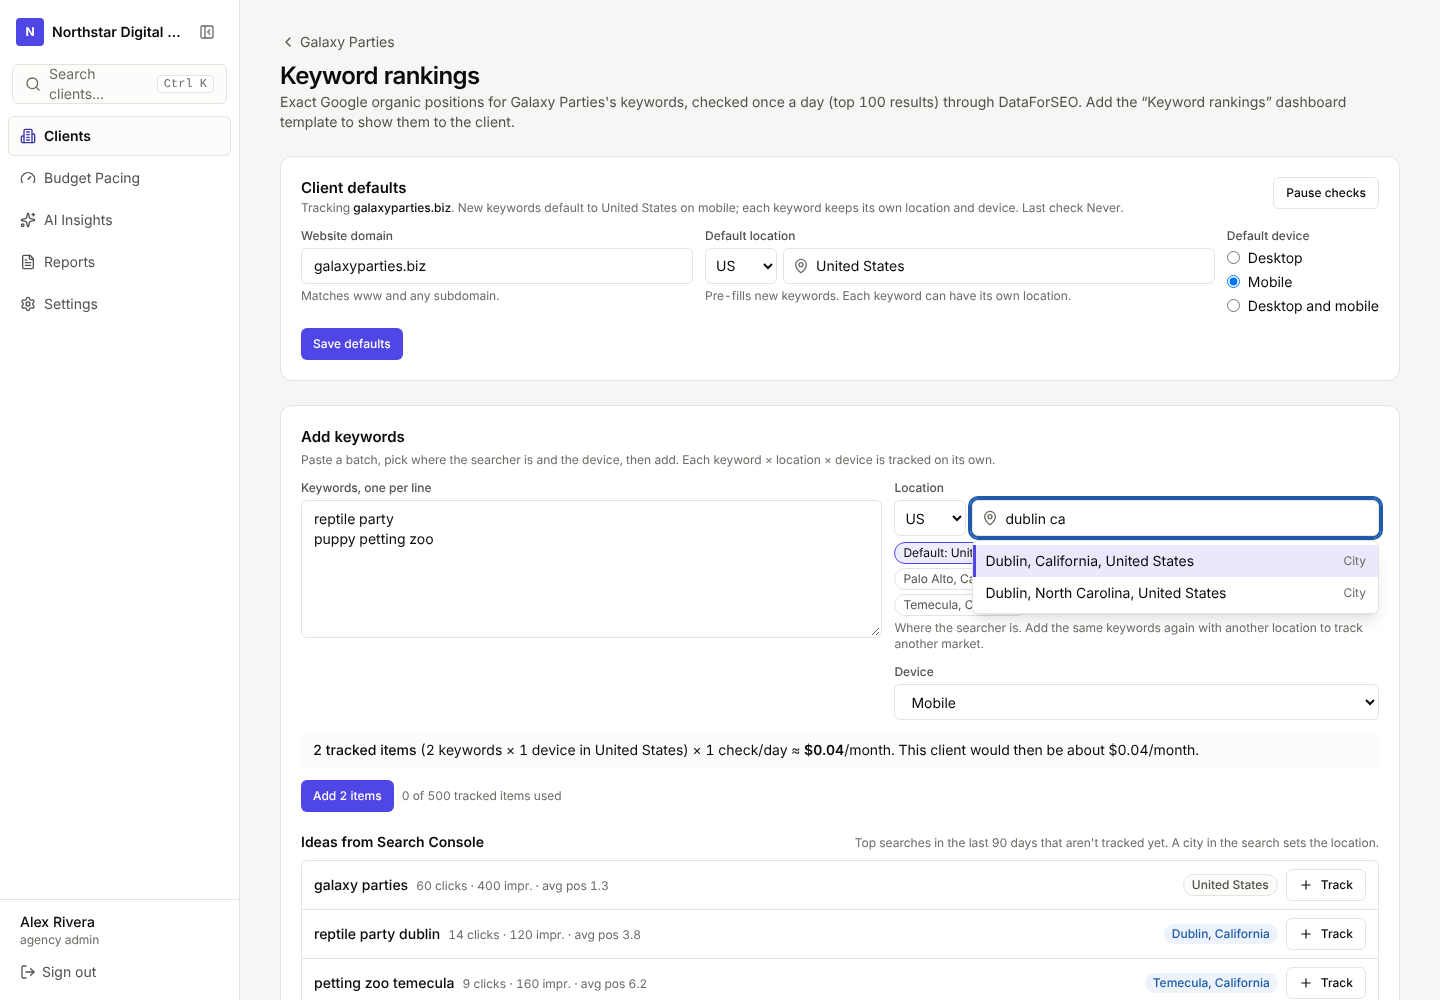 N
Northstar Digital ...
Search clients...
Ctrl K
Clients
Budget Pacing
AI Insights
Reports
Settings
Alex Rivera
agency admin
Sign out
Galaxy Parties
Keyword rankings
Exact Google organic positions for Galaxy Parties's keywords, checked once a day (top 100 results) through DataForSEO. Add the “Keyword rankings” dashboard
template to show them to the client.
Client defaults
Pause checks
Tracking galaxyparties.biz. New keywords default to United States on mobile; each keyword keeps its own location and device. Last check Never.
Website domain
galaxyparties.biz
Matches www and any subdomain.
Default location
US
United States
Pre-fills new keywords. Each keyword can have its own location.
Default device
Desktop
Mobile
Desktop and mobile
Save defaults
Add keywords
Paste a batch, pick where the searcher is and the device, then add. Each keyword × location × device is tracked on its own.
Keywords, one per line
reptile party
puppy petting zoo
Location
US
dublin ca
Dublin, California, United States City
Dublin, North Carolina, United States City
Default:
Palo Alto,
Temecula,
Where the searcher is. Add the same keywords again with another location to track
another market.
Device
Mobile
2 tracked items (2 keywords × 1 device in United States) × 1 check/day ≈ $0.04/month. This client would then be about $0.04/month.
Add 2 items
0 of 500 tracked items used
Ideas from Search Console
Top searches in the last 90 days that aren't tracked yet. A city in the search sets the location.
galaxy parties 60 clicks · 400 impr. · avg pos 1.3 United States + Track
reptile party dublin 14 clicks · 120 impr. · avg pos 3.8 Dublin, California + Track
petting zoo temecula 9 clicks · 160 impr. · avg pos 6.2 Temecula, California + Track